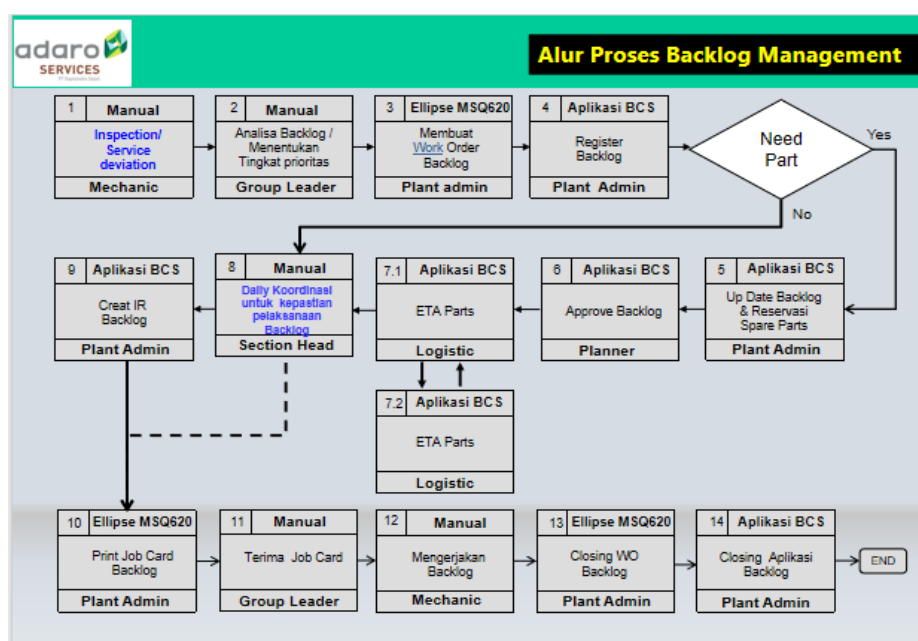 adaro
SERVICES
Alur Proses Backlog Management
1 Manual
Inspection/
Service
deviation
Mechanic
2 Manual
Analisa Backlog /
Menentukan
Tingkat prioritas
Group Leader
3 Ellipse MSQ620
Membuat
Work Order
Backlog
Plant admin
4 Aplikasi BCS
Register
Backlog
Plant Admin
Need
Part
Yes
No
9 Aplikasi BCS
Creat IR
Backlog
Plant Admin
8 Manual
Daily Koordinasi
untuk kepastian
pelaksanaan
Backlog
Section Head
7.1 Aplikasi BCS
ETA Parts
Logistic
6 Aplikasi BCS
Approve Backlog
Planner
5 Aplikasi BCS
Up Date Backlog
& Reservasi
Spare Parts
Plant Admin
7.2 Aplikasi BCS
ETA Parts
Logistic
10 Ellipse MSQ620
Print Job Card
Backlog
Plant Admin
11 Manual
Terima Job Card
Group Leader
12 Manual
Mengerjakan
Backlog
Mechanic
13 Ellipse MSQ620
Closing WO
Backlog
Plant Admin
14 Aplikasi BCS
Closing Aplikasi
Backlog
Plant Admin
END